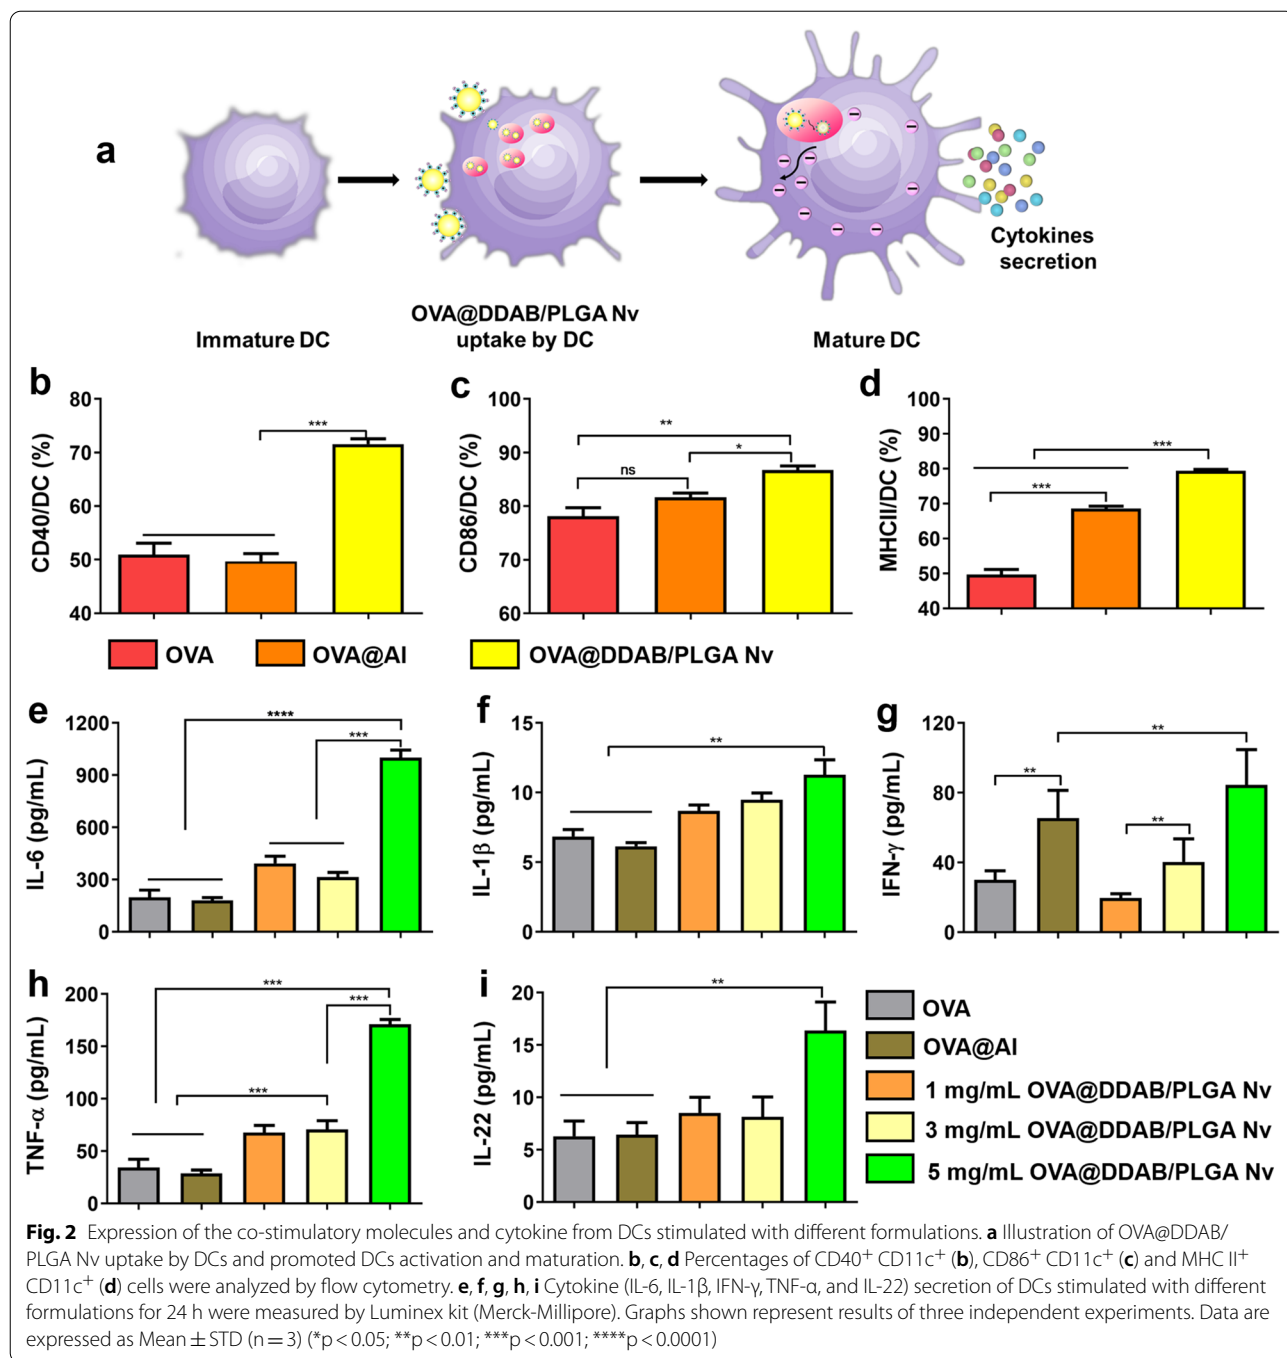 a
Immature DC
OVA@DDAB/PLGA Nv
uptake by DC
Mature DC
Cytokines
secretion
b
CD40/DC (%)
80
70
60
50
40
***
c
CD86/DC (%)
100
90
80
70
60
**
ns
*
d
MHCII/DC (%)
100
90
80
70
60
50
40
***
***
OVA
OVA@Al
OVA@DDAB/PLGA Nv
e
IL-6 (pg/mL)
1200
900
600
300
0
****
***
f
IL-1β (pg/mL)
15
10
5
0
**
g
IFN-γ (pg/mL)
120
80
40
0
**
**
**
h
TNF-α (pg/mL)
200
150
100
50
0
***
***
***
i
IL-22 (pg/mL)
20
15
10
5
0
**
OVA
OVA@Al
1 mg/mL OVA@DDAB/PLGA Nv
3 mg/mL OVA@DDAB/PLGA Nv
5 mg/mL OVA@DDAB/PLGA Nv
Fig. 2 Expression of the co-stimulatory molecules and cytokine from DCs stimulated with different formulations. a Illustration of OVA@DDAB/
PLGA Nv uptake by DCs and promoted DCs activation and maturation. b, c, d Percentages of CD40⁺ CD11c⁺ (b), CD86⁺ CD11c⁺ (c) and MHC II⁺
CD11c⁺ (d) cells were analyzed by flow cytometry. e, f, g, h, i Cytokine (IL-6, IL-1β, IFN-γ, TNF-α, and IL-22) secretion of DCs stimulated with different
formulations for 24 h were measured by Luminex kit (Merck-Millipore). Graphs shown represent results of three independent experiments. Data are
expressed as Mean ± STD (n = 3) (*p < 0.05; **p < 0.01; ***p < 0.001; ****p < 0.0001)